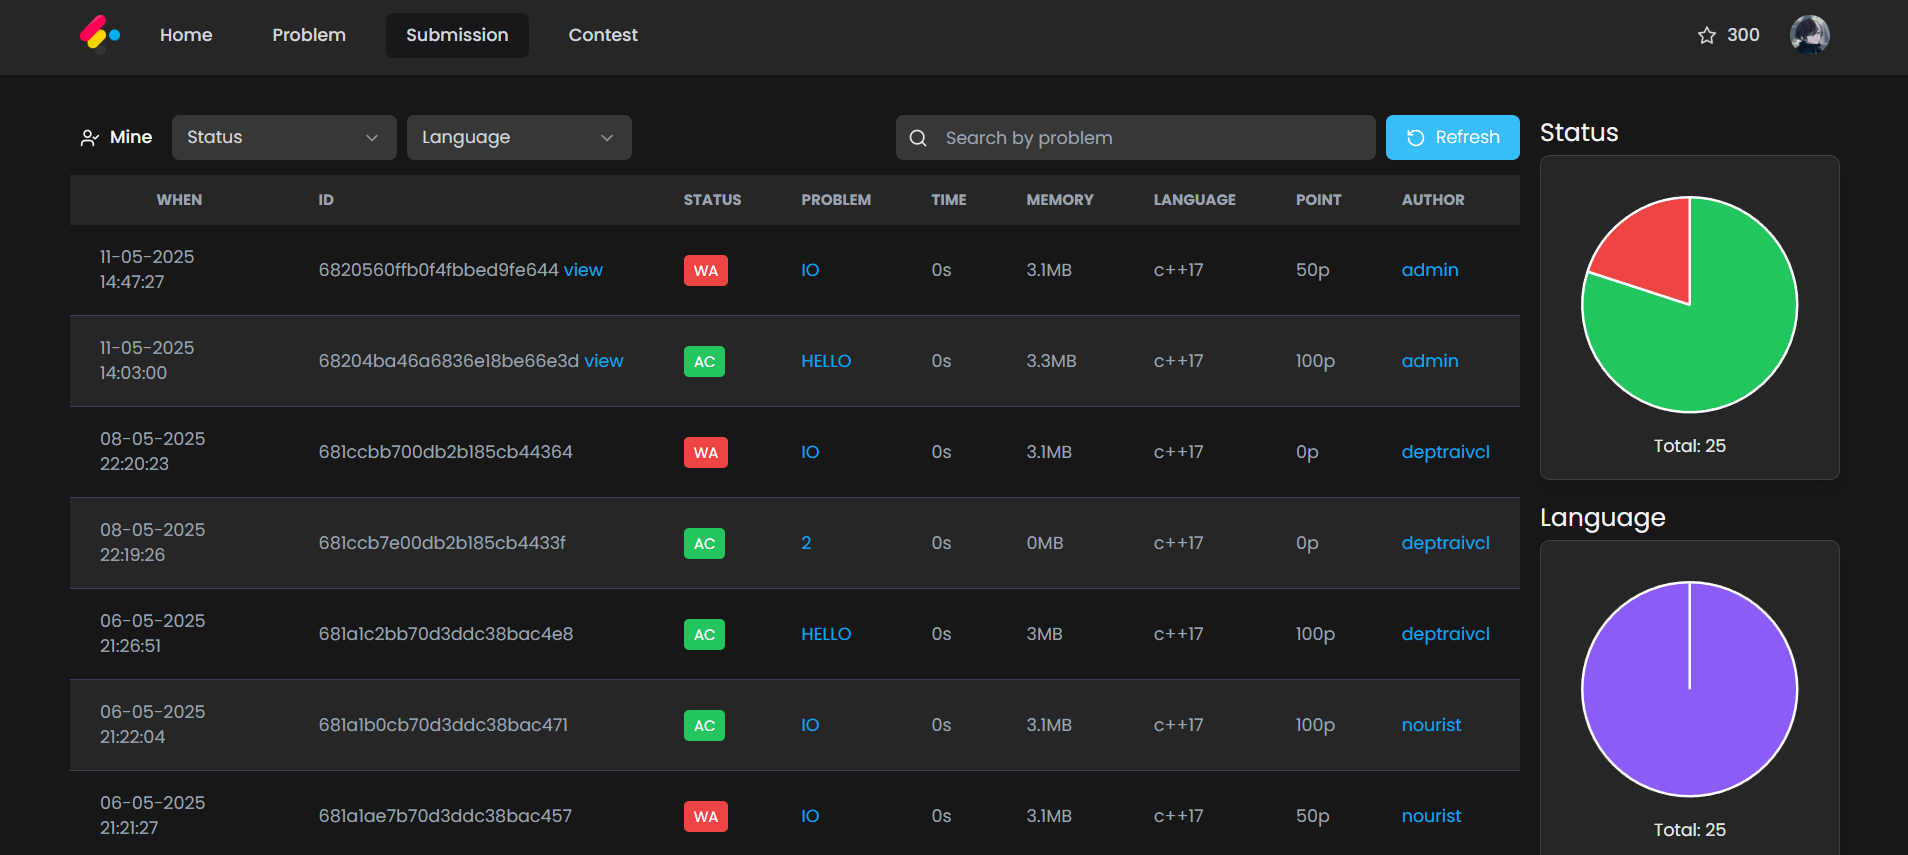 Home Problem Submission Contest 300
Mine Status Language Search by problem Refresh
WHEN ID STATUS PROBLEM TIME MEMORY LANGUAGE POINT AUTHOR
11-05-2025
14:47:27
6820560ffb0f4fbbed9fe644 view WA IO 0s 3.1MB c++17 50p admin
11-05-2025
14:03:00
68204ba46a6836e18be66e3d view AC HELLO 0s 3.3MB c++17 100p admin
08-05-2025
22:20:23
681ccbb700db2b185cb44364 WA IO 0s 3.1MB c++17 0p deptraivcl
08-05-2025
22:19:26
681ccb7e00db2b185cb4433f AC 2 0s 0MB c++17 0p deptraivcl
06-05-2025
21:26:51
681a1c2bb70d3ddc38bac4e8 AC HELLO 0s 3MB c++17 100p deptraivcl
06-05-2025
21:22:04
681a1b0cb70d3ddc38bac471 AC IO 0s 3.1MB c++17 100p nourist
06-05-2025
21:21:27
681a1ae7b70d3ddc38bac457 WA IO 0s 3.1MB c++17 50p nourist
Status
Total: 25
Language
Total: 25